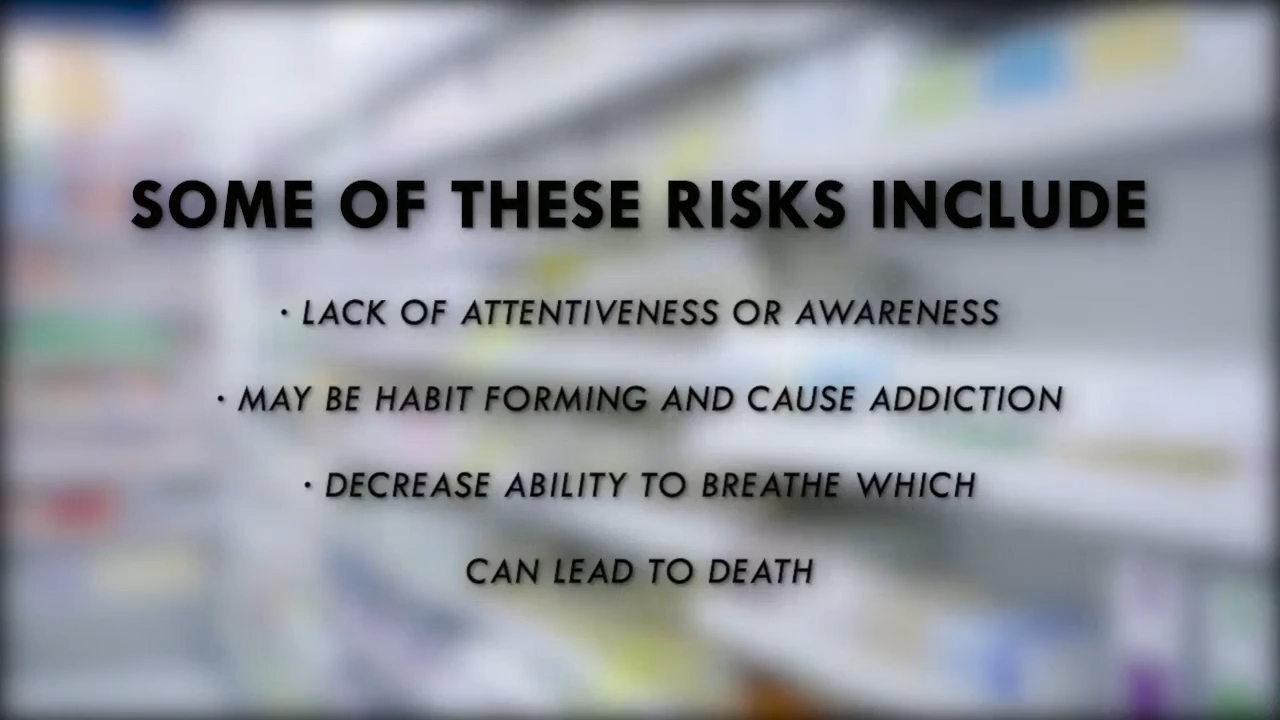 SOME OF THESE RISKS INCLUDE
· LACK OF ATTENTIVENESS OR AWARENESS
· MAY BE HABIT FORMING AND CAUSE ADDICTION
· DECREASE ABILITY TO BREATHE WHICH
CAN LEAD TO DEATH